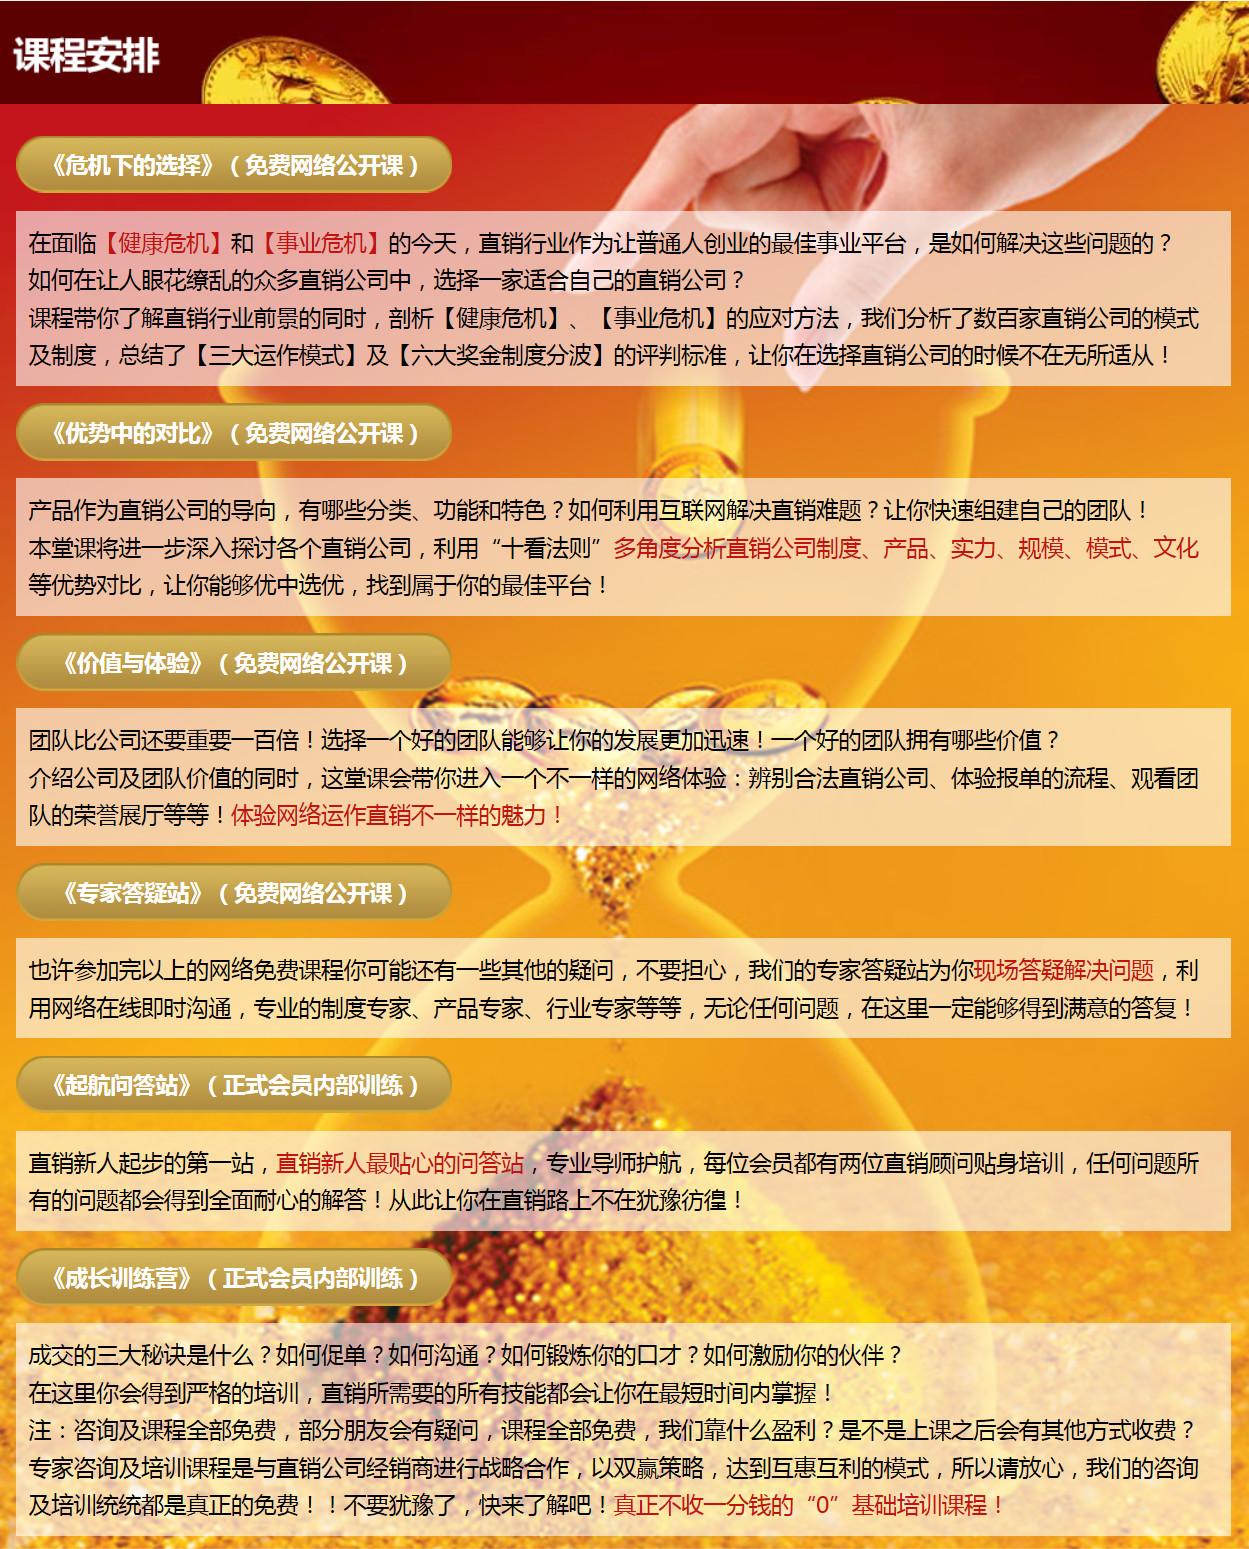 课程安排
《危机下的选择》（免费网络公开课）
在面临【健康危机】和【事业危机】的今天，直销行业作为让普通人创业的最佳事业平台，是如何解决这些问题的？
如何在让人眼花缭乱的众多直销公司中，选择一家适合自己的直销公司？
课程带你了解直销行业前景的同时，剖析【健康危机】、【事业危机】的应对方法，我们分析了数百家直销公司的模式
及制度，总结了【三大运作模式】及【六大奖金制度分波】的评判标准，让你在选择直销公司的时候不在无所适从！
《优势中的对比》（免费网络公开课）
产品作为直销公司的导向，有哪些分类、功能和特色？如何利用互联网解决直销难题？让你快速组建自己的团队！
本堂课将进一步深入探讨各个直销公司，利用“十看法则”多角度分析直销公司制度、产品、实力、规模、模式、文化
等优势对比，让你能够优中选优，找到属于你的最佳平台！
《价值与体验》（免费网络公开课）
团队比公司还要重要一百倍！选择一个好的团队能够让你的发展更加迅速！一个好的团队拥有哪些价值？
介绍公司及团队价值的同时，这堂课会带你进入一个不一样的网络体验：辨别合法直销公司、体验报单的流程、观看团
队的荣誉展厅等等！体验网络运作直销不一样的魅力！
《专家答疑站》（免费网络公开课）
也许参加完以上的网络免费课程你可能还有一些其他的疑问，不要担心，我们的专家答疑站为你现场答疑解决问题，利
用网络在线即时沟通，专业的制度专家、产品专家、行业专家等等，无论任何问题，在这里一定能够得到满意的答复！
《起航问答站》（正式会员内部训练）
直销新人起步的第一站，直销新人最贴心的问答站，专业导师护航，每位会员都有两位直销顾问贴身培训，任何问题所
有的问题都会得到全面耐心的解答！从此让你在直销路上不在犹豫彷徨！
《成长训练营》（正式会员内部训练）
成交的三大秘诀是什么？如何促单？如何沟通？如何锻炼你的口才？如何激励你的伙伴？
在这里你会得到严格的培训，直销所需要的所有技能都会让你在最短时间内掌握！
注：咨询及课程全部免费，部分朋友会有疑问，课程全部免费，我们靠什么盈利？是不是上课之后会有其他方式收费？
专家咨询及培训课程是与直销公司经销商进行战略合作，以双赢策略，达到互惠互利的模式，所以请放心，我们的咨询
及培训统统都是真正的免费！！不要犹豫了，快来了解吧！真正不收一分钱的“0”基础培训课程！